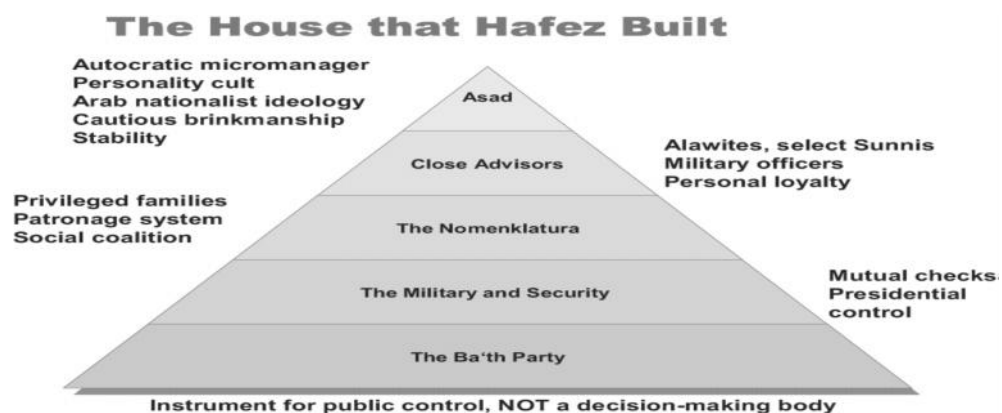 The House that Hafez Built
Autocratic micromanager
Personality cult
Arab nationalist ideology
Cautious brinkmanship
Stability
Asad
Close Advisors
Alawites, select Sunnis
Military officers
Personal loyalty
Privileged families
Patronage system
Social coalition
The Nomenklatura
The Military and Security
Mutual checks
Presidential
control
The Ba‘th Party
Instrument for public control, NOT a decision-making body